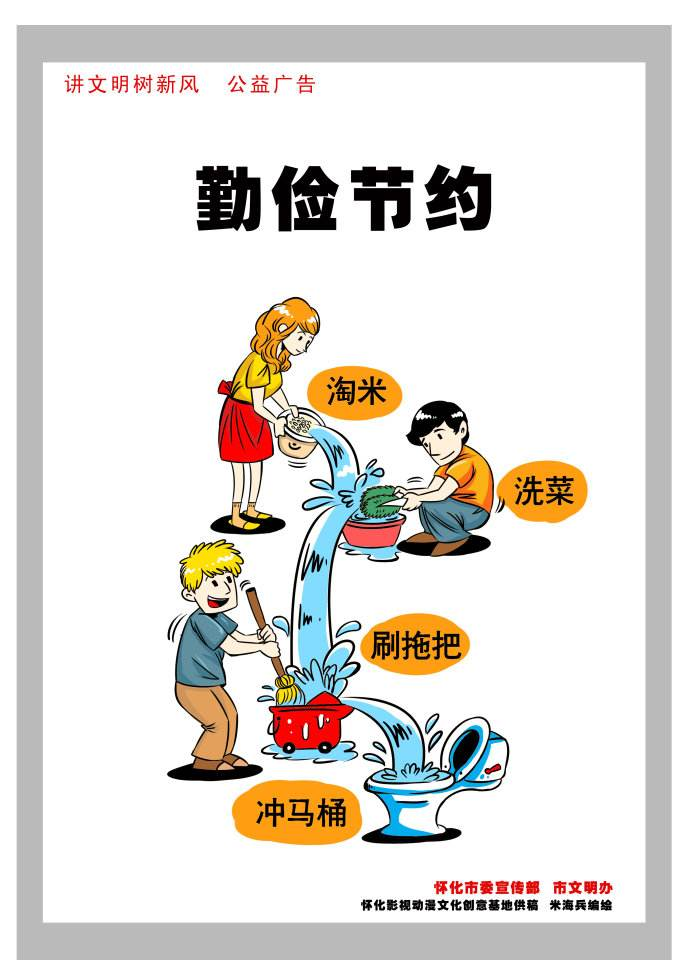 讲文明树新风 公益广告
勤俭节约
淘米
洗菜
刷拖把
冲马桶
怀化市委宣传部 市文明办
怀化影视动漫文化创意基地供稿 米海兵编绘